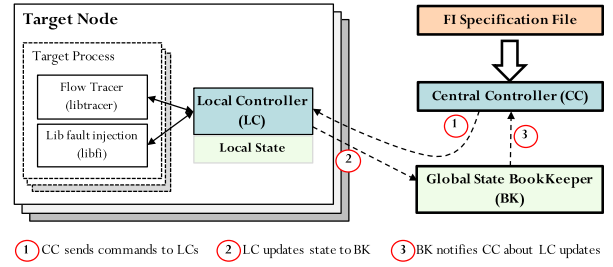 Target Node
FI Specification File
Target Process
Flow Tracer
(libtracer)
Lib fault injection
(libfi)
Local Controller
(LC)
Local State
Central Controller (CC)
1
3
2
Global State BookKeeper
(BK)
1 CC sends commands to LCs 2 LC updates state to BK 3 BK notifies CC about LC updates